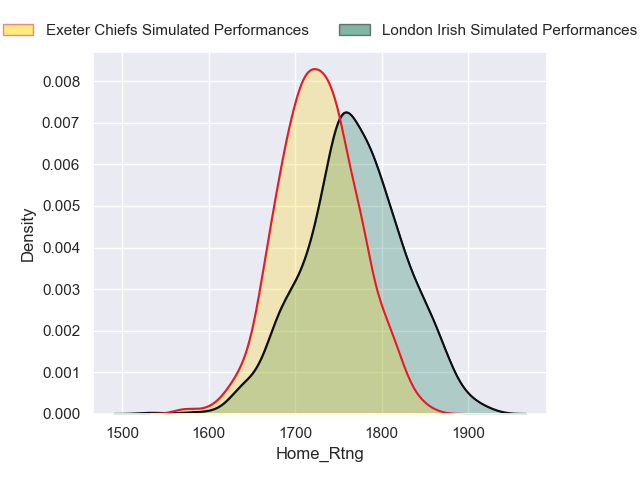 Exeter Chiefs Simulated Performances London Irish Simulated Performances
0.008
0.007
0.006
0.005
0.004
0.003
0.002
0.001
0.000
Density
1500 1600 1700 1800 1900
Home_Rtng